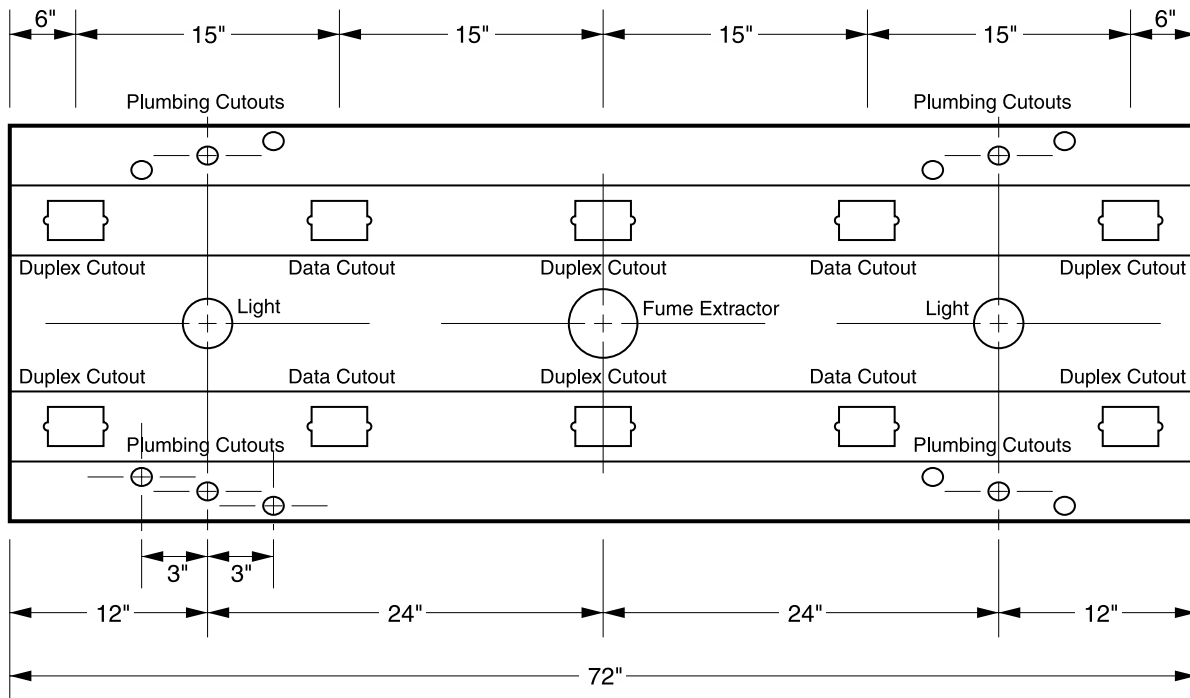 6" 15" 15" 15" 15" 6"
Plumbing Cutouts Plumbing Cutouts
Duplex Cutout Data Cutout Duplex Cutout Data Cutout Duplex Cutout
Light Fume Extractor Light
Duplex Cutout Data Cutout Duplex Cutout Data Cutout Duplex Cutout
Plumbing Cutouts Plumbing Cutouts
3" 3"
12" 24" 24" 12"
72"